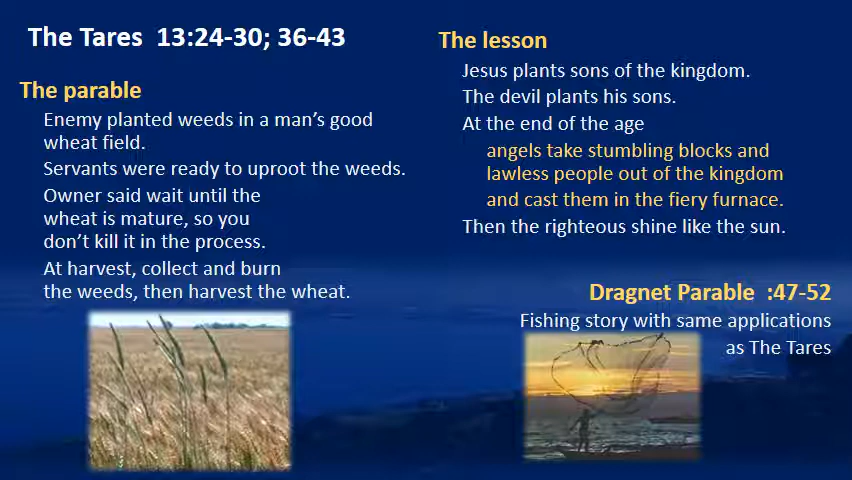 The Tares 13:24-30; 36-43
The parable
Enemy planted weeds in a man's good
wheat field.
Servants were ready to uproot the weeds.
Owner said wait until the
wheat is mature, so you
don't kill it in the process.
At harvest, collect and burn
the weeds, then harvest the wheat.
The lesson
Jesus plants sons of the kingdom.
The devil plants his sons.
At the end of the age
angels take stumbling blocks and
lawless people out of the kingdom
and cast them in the fiery furnace.
Then the righteous shine like the sun.
Dragnet Parable :47-52
Fishing story with same applications
as The Tares